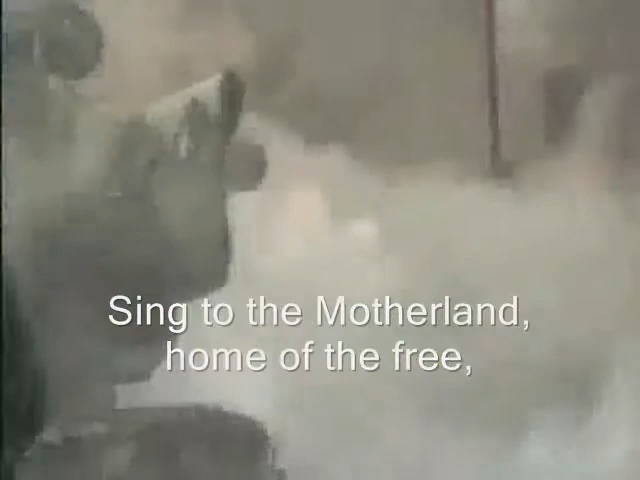 Sing to the Motherland,
home of the free,